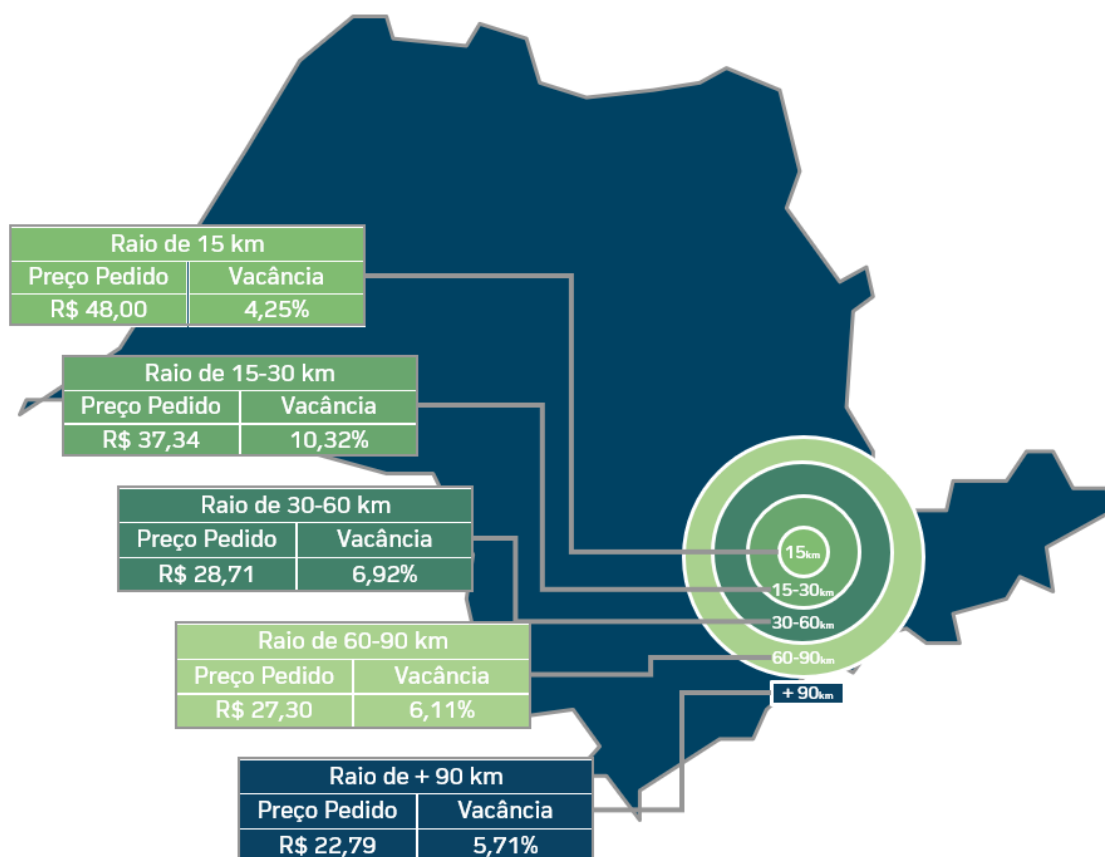 Raio de 15 km
Preço Pedido Vacância
R$ 48,00 4,25%
Raio de 15-30 km
Preço Pedido Vacância
R$ 37,34 10,32%
Raio de 30-60 km
Preço Pedido Vacância
R$ 28,71 6,92%
Raio de 60-90 km
Preço Pedido Vacância
R$ 27,30 6,11%
Raio de + 90 km
Preço Pedido Vacância
R$ 22,79 5,71%
15km
15-30km
30-60km
60-90km
+ 90km